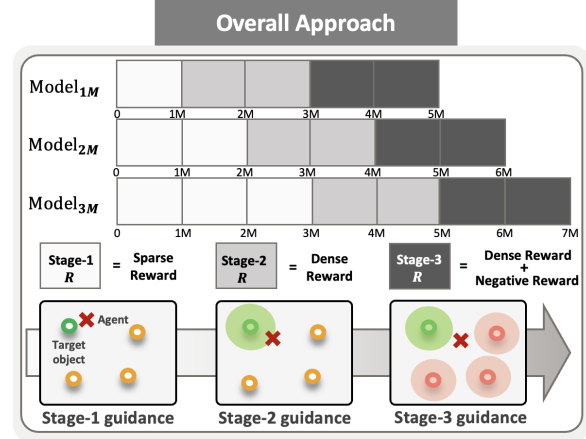 Overall Approach
Model1M
0 1M 2M 3M 4M 5M
Model2M
0 1M 2M 3M 4M 5M 6M
Model3M
0 1M 2M 3M 4M 5M 6M 7M
Stage-1
R
=
Sparse
Reward
Stage-2
R
=
Dense
Reward
Stage-3
R
=
Dense Reward
+
Negative Reward
Agent
Target
object
Stage-1 guidance
Stage-2 guidance
Stage-3 guidance